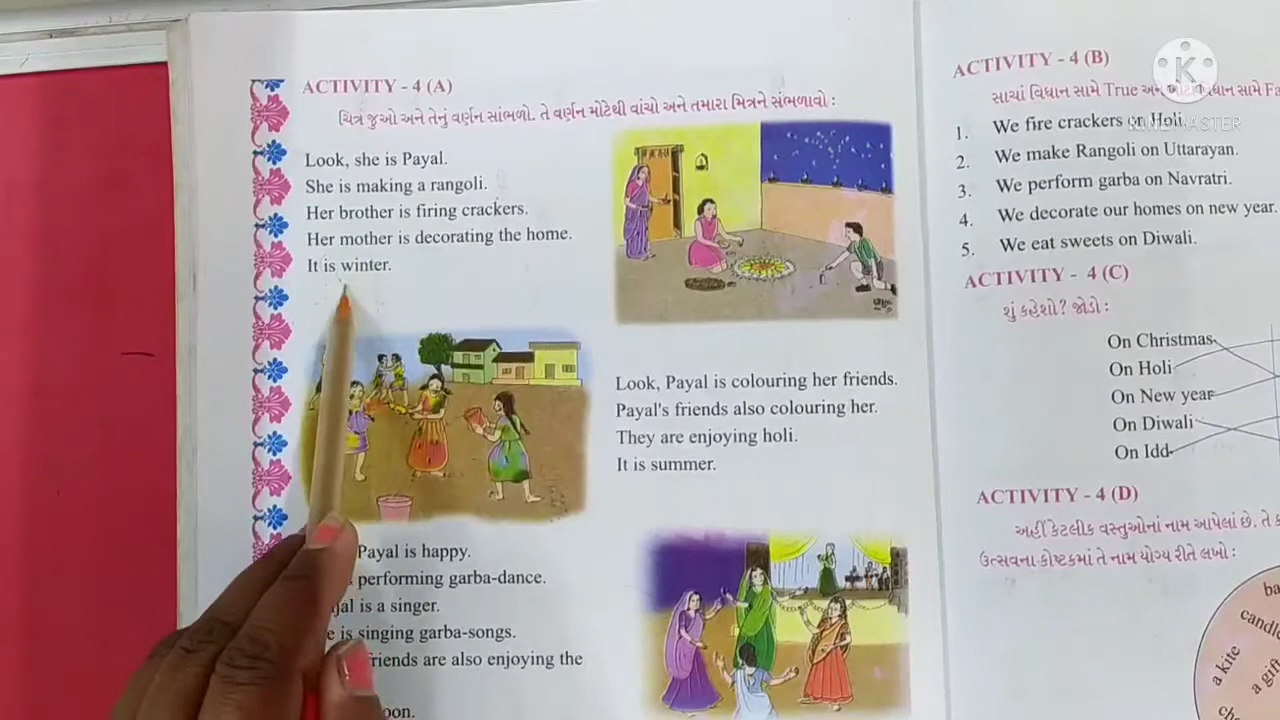 ACTIVITY - 4 (A)
ચિત્ર જુઓ અને તેનું વર્ણન સાંભળો. તે વર્ણન મોટેથી વાંચો અને તમારા મિત્રને સંભળાવો :
Look, she is Payal.
She is making a rangoli.
Her brother is firing crackers.
Her mother is decorating the home.
It is winter.
Look, Payal is colouring her friends.
Payal's friends also colouring her.
They are enjoying holi.
It is summer.
Payal is happy.
performing garba-dance.
is a singer.
is singing garba-songs.
friends are also enjoying the
ACTIVITY - 4 (B)
સાચાં વિધાન સામે True અને વિધાન સામે
1. We fire crackers on Holi.
2. We make Rangoli on Uttarayan.
3. We perform garba on Navratri.
4. We decorate our homes on new year.
5. We eat sweets on Diwali.
ACTIVITY - 4 (C)
શું કહેશો? જોડો :
On Christmas
On Holi
On New year
On Diwali
On Idd
ACTIVITY - 4 (D)
અહીં કેટલીક વસ્તુઓનાં નામ આપેલાં છે. તે
ઉત્સવના કોષ્ટકમાં તે નામ યોગ્ય રીતે લખો :
a kite
K
KINEMASTER